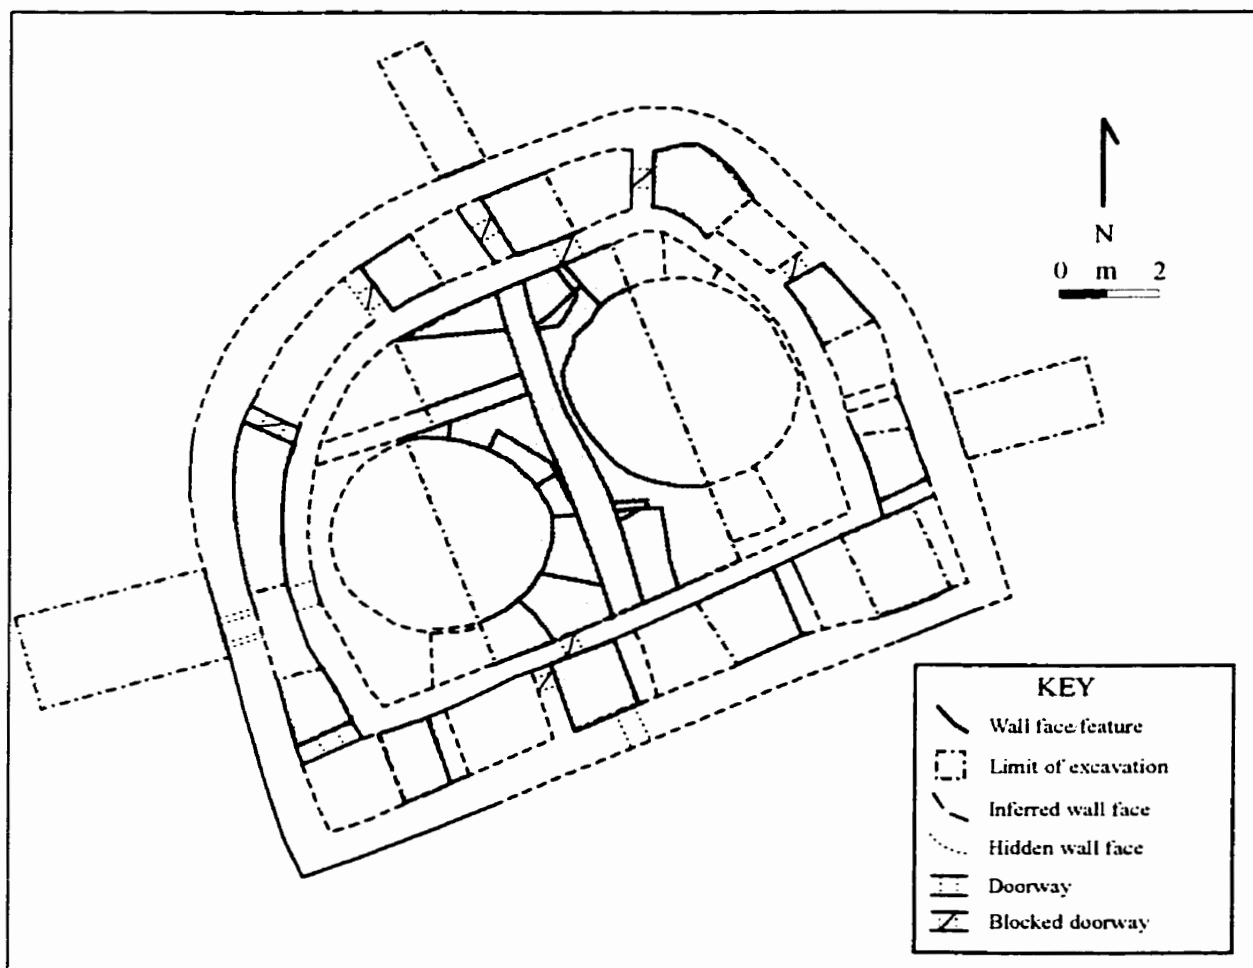 N
0 m 2
KEY
Wall face/feature
Limit of excavation
Inferred wall face
Hidden wall face
Doorway
Blocked doorway